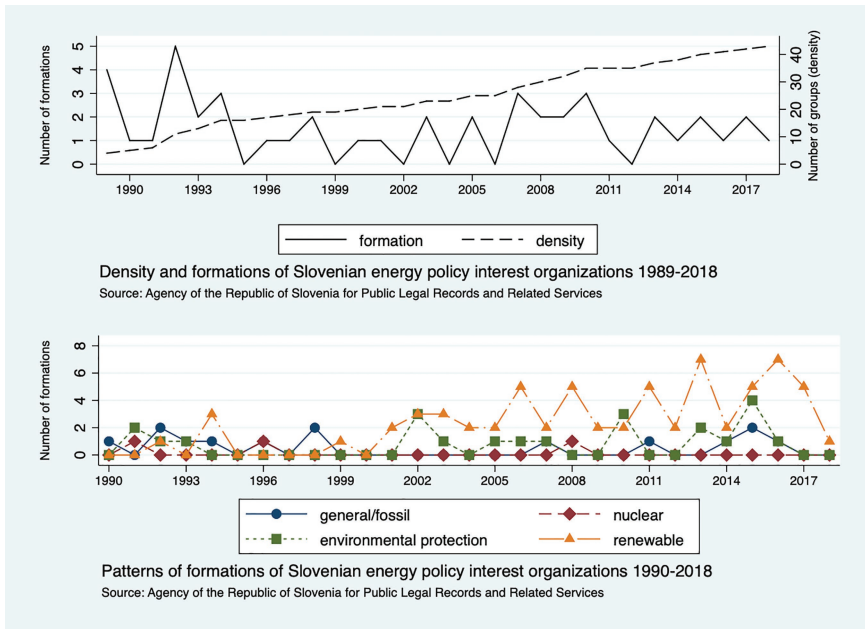 Number of formations
5
4
3
2
1
0
40
30
20
10
0
Number of groups (density)
1990 1993 1996 1999 2002 2005 2008 2011 2014 2017
formation density
Density and formations of Slovenian energy policy interest organizations 1989-2018
Source: Agency of the Republic of Slovenia for Public Legal Records and Related Services
Number of formations
8
6
4
2
0
1990 1993 1996 1999 2002 2005 2008 2011 2014 2017
general/fossil nuclear
environmental protection renewable
Patterns of formations of Slovenian energy policy interest organizations 1990-2018
Source: Agency of the Republic of Slovenia for Public Legal Records and Related Services